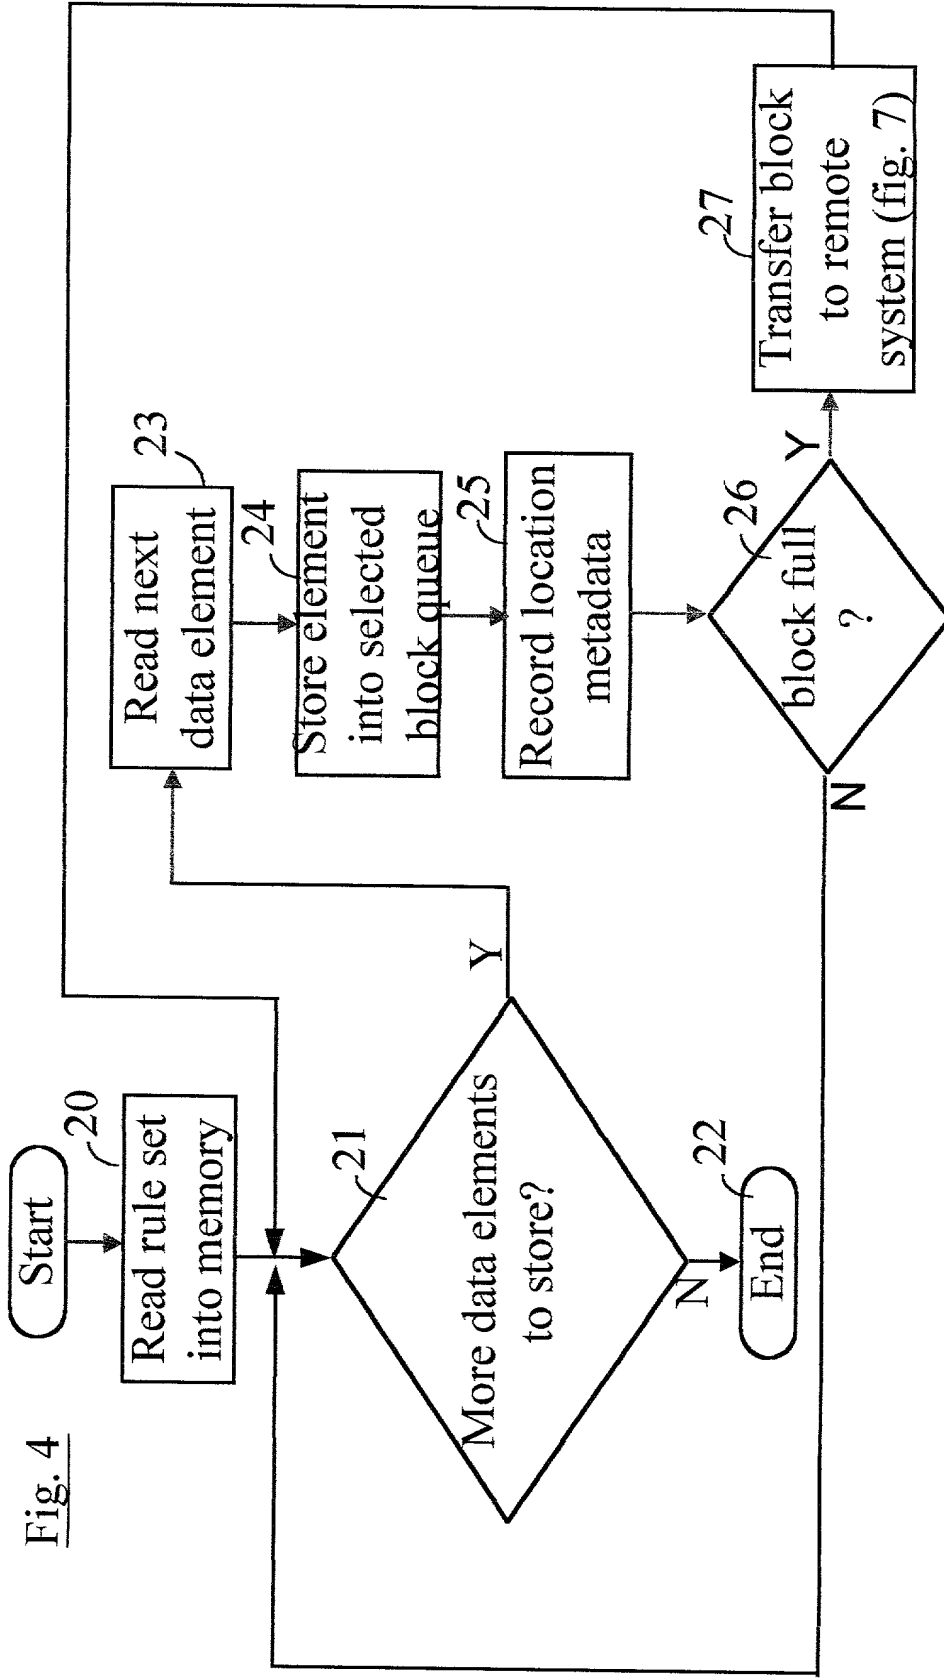 Fig. 4
Start
20
Read rule set
into memory
21
More data elements
to store?
Y
N
22
End
23
Read next
data element
24
Store element
into selected
block queue
25
Record location
metadata
26
block full
?
Y
N
27
Transfer block
to remote
system (fig. 7)